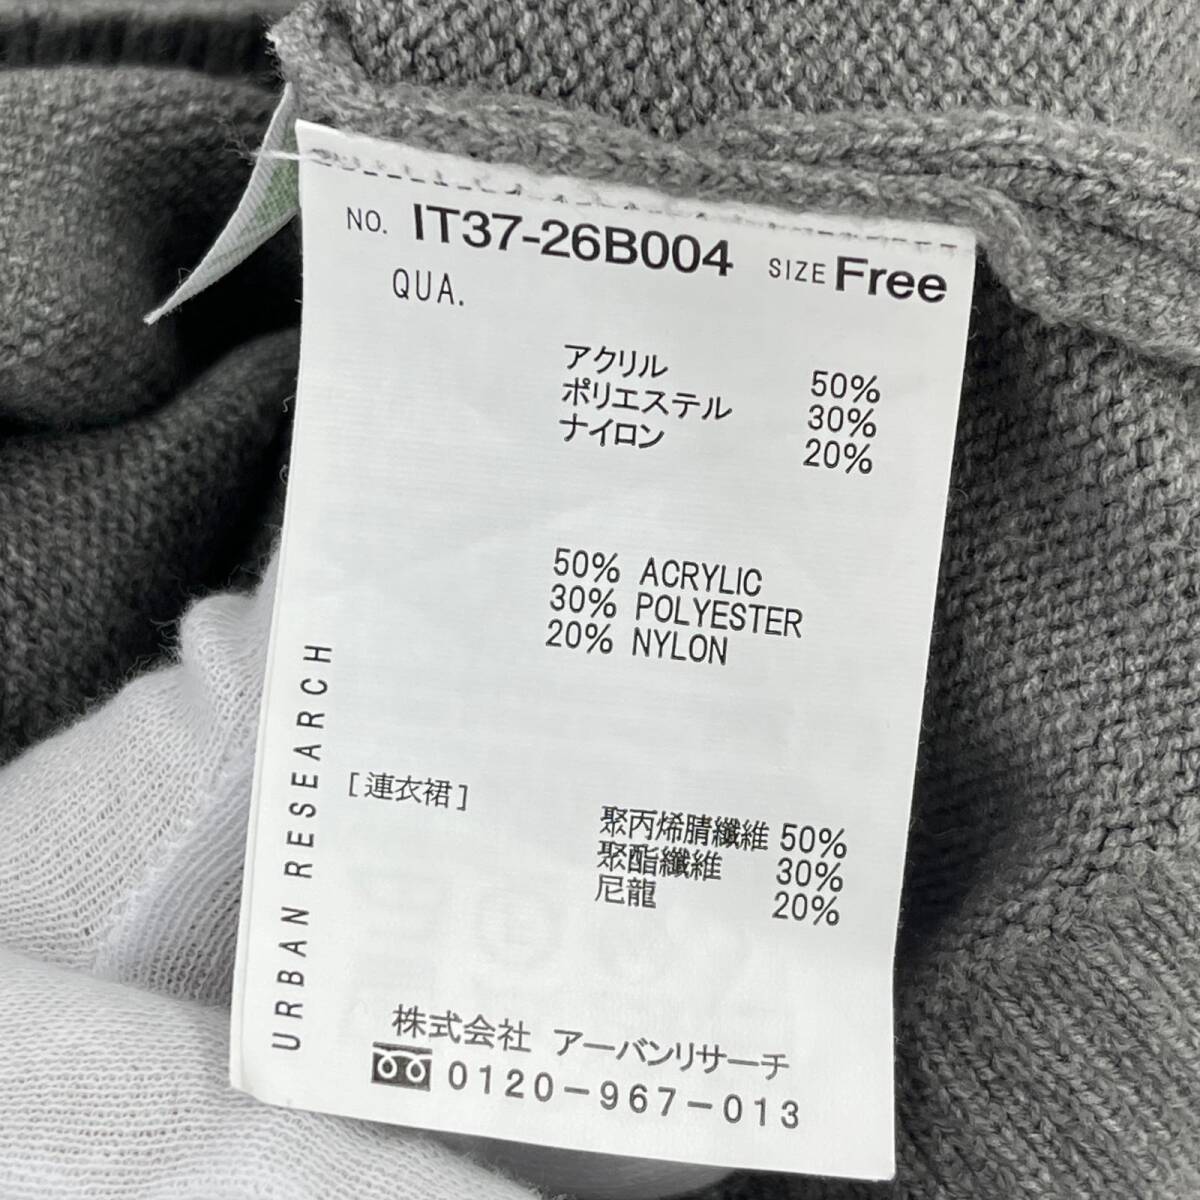 NO. IT37-26B004 SIZE Free
QUA.
アクリル 50%
ポリエステル 30%
ナイロン 20%
50% ACRYLIC
30% POLYESTER
20% NYLON
[連衣裙]
聚丙烯腈纖維 50%
聚酯纖維 30%
尼龍 20%
URBAN RESEARCH
株式会社 アーバンリサーチ
0120-967-013